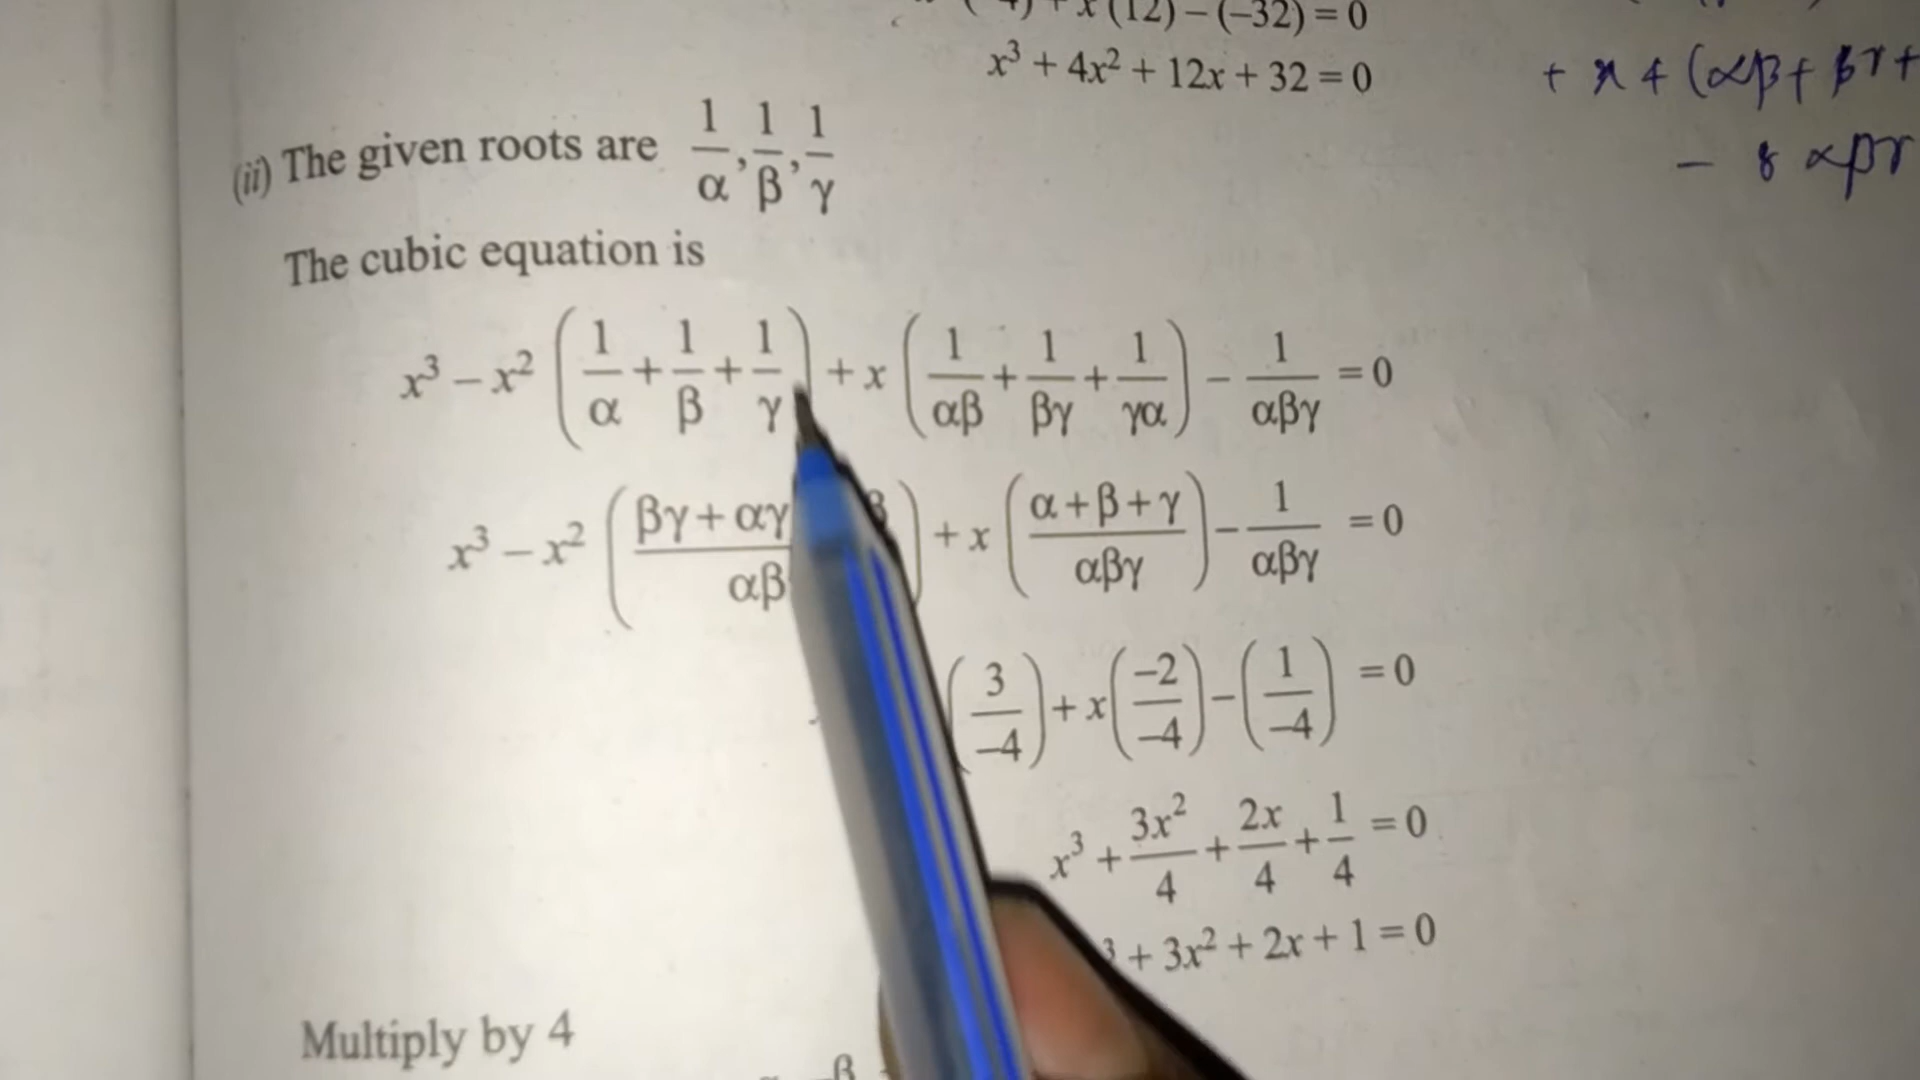 x (12) – (–32) = 0
x³ + 4x² + 12x + 32 = 0
+ x 4 (αβ + βγ +
– 8 αβγ
(ii) The given roots are 1/α, 1/β, 1/γ
The cubic equation is
x³ – x² (1/α + 1/β + 1/γ) + x (1/αβ + 1/βγ + 1/γα) – 1/αβγ = 0
x³ – x² (βγ + αγ β / αβ ) + x (α + β + γ / αβγ) – 1/αβγ = 0
(3/–4) + x (–2/–4) – (1/–4) = 0
x³ + 3x²/4 + 2x/4 + 1/4 = 0
³ + 3x² + 2x + 1 = 0
Multiply by 4
β